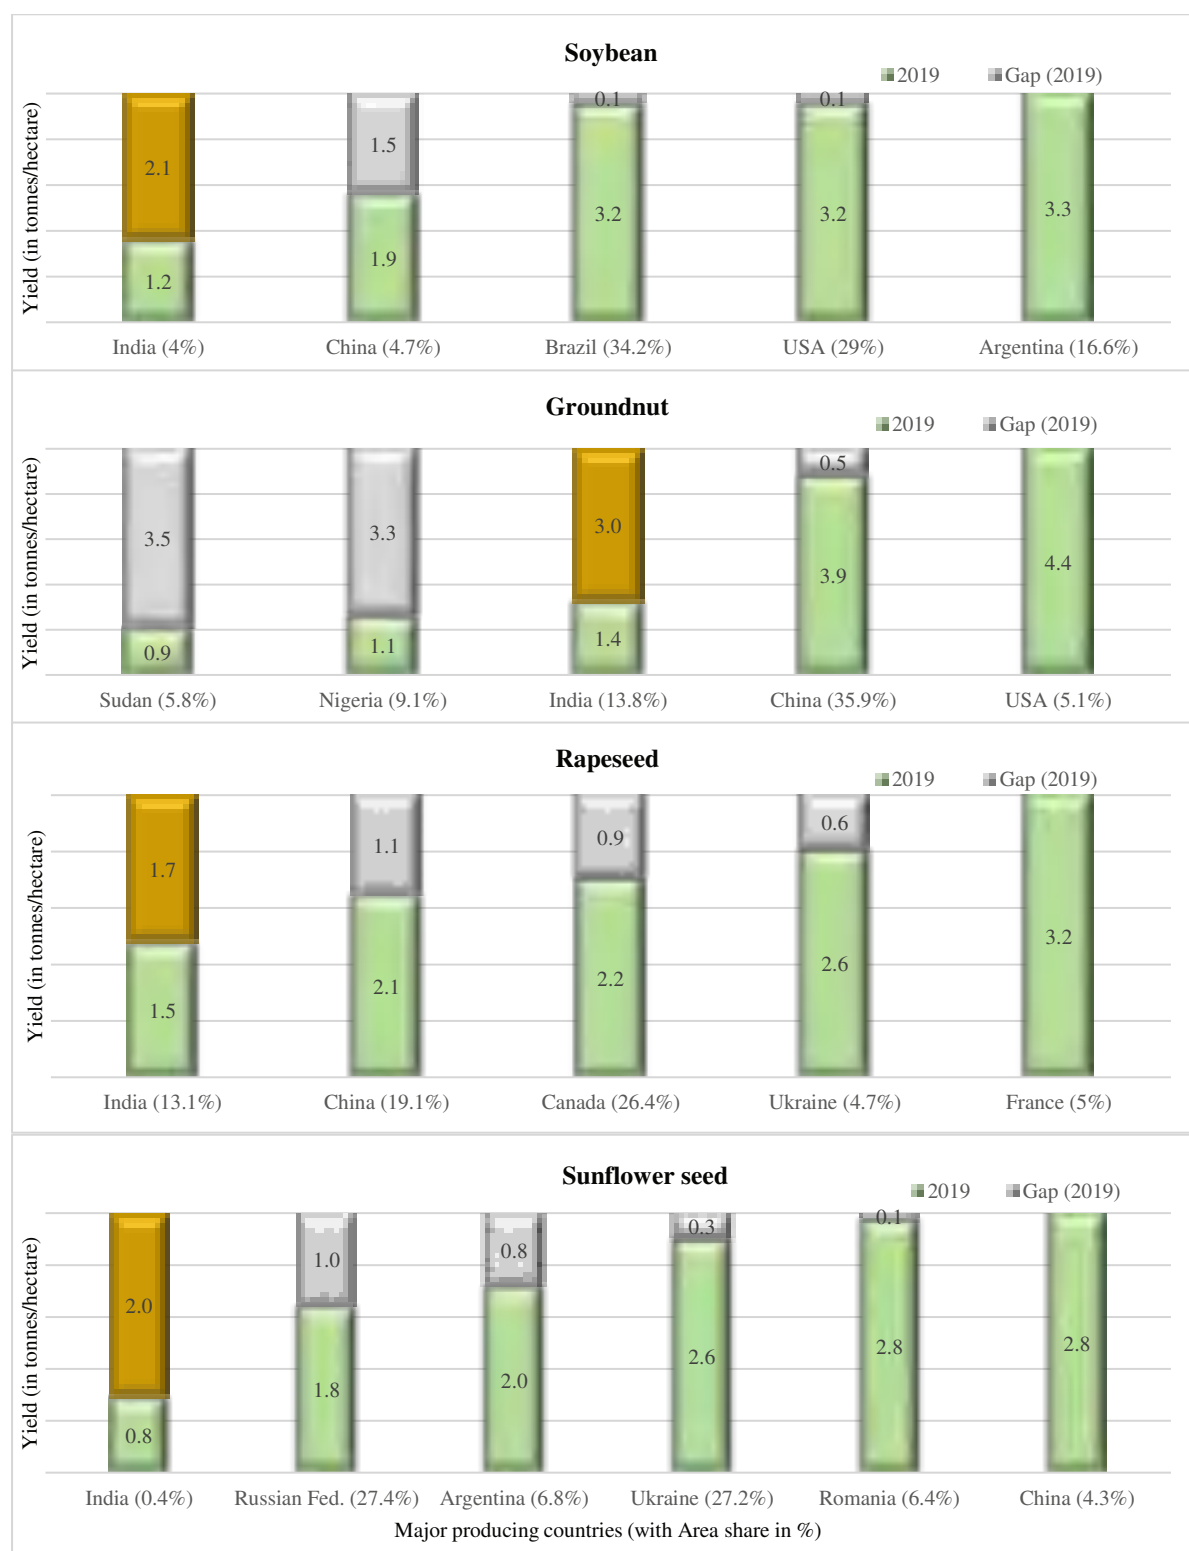 Soybean
2019 Gap (2019)
Yield (in tonnes/hectare)
2.1 1.5 0.1 0.1
1.2 1.9 3.2 3.2 3.3
India (4%) China (4.7%) Brazil (34.2%) USA (29%) Argentina (16.6%)
Groundnut
2019 Gap (2019)
Yield (in tonnes/hectare)
3.5 3.3 3.0 0.5
0.9 1.1 1.4 3.9 4.4
Sudan (5.8%) Nigeria (9.1%) India (13.8%) China (35.9%) USA (5.1%)
Rapeseed
2019 Gap (2019)
Yield (in tonnes/hectare)
1.7 1.1 0.9 0.6
1.5 2.1 2.2 2.6 3.2
India (13.1%) China (19.1%) Canada (26.4%) Ukraine (4.7%) France (5%)
Sunflower seed
2019 Gap (2019)
Yield (in tonnes/hectare)
2.0 1.0 0.8 0.3 0.1
0.8 1.8 2.0 2.6 2.8 2.8
India (0.4%) Russian Fed. (27.4%) Argentina (6.8%) Ukraine (27.2%) Romania (6.4%) China (4.3%)
Major producing countries (with Area share in %)